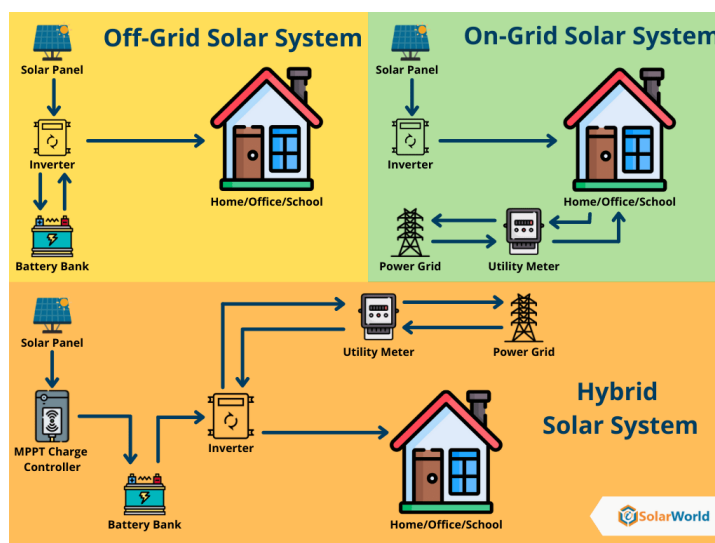 Off-Grid Solar System
Solar Panel
Inverter
Home/Office/School
Battery Bank
On-Grid Solar System
Solar Panel
Inverter
Home/Office/School
Power Grid
Utility Meter
Solar Panel
Utility Meter
Power Grid
MPPT Charge
Controller
Inverter
Battery Bank
Home/Office/School
Hybrid
Solar System
SolarWorld